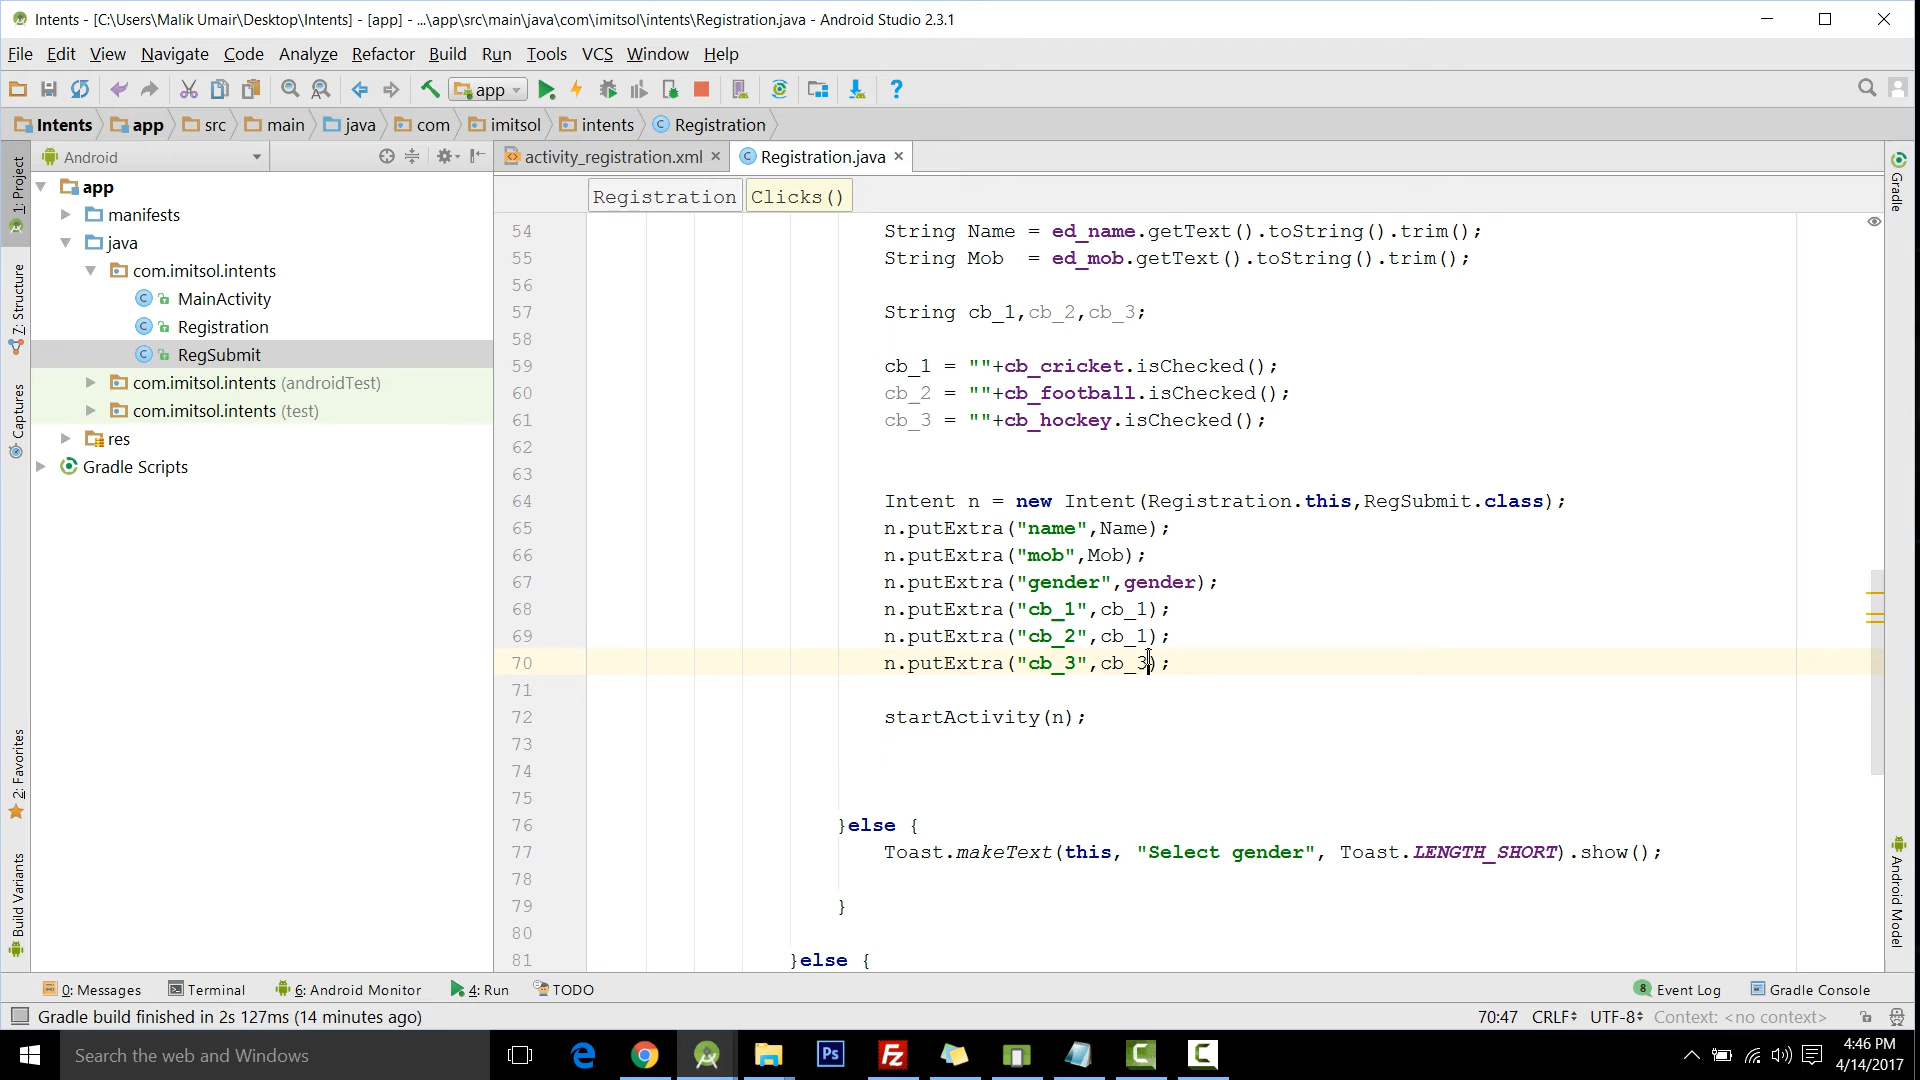 Intents - [C:\Users\Malik Umair\Desktop\Intents] - [app] - ...\app\src\main\java\com\imitsol\intents\Registration.java - Android Studio 2.3.1
File Edit View Navigate Code Analyze Refactor Build Run Tools VCS Window Help
app
Intents app src main java com imitsol intents Registration
Android
activity_registration.xml
Registration.java
Registration Clicks()
1: Project
7: Structure
Captures
2: Favorites
Build Variants
app
manifests
java
com.imitsol.intents
MainActivity
Registration
RegSubmit
com.imitsol.intents (androidTest)
com.imitsol.intents (test)
res
Gradle Scripts
54 String Name = ed_name.getText().toString().trim();
55 String Mob  = ed_mob.getText().toString().trim();
56
57 String cb_1,cb_2,cb_3;
58
59 cb_1 = ""+cb_cricket.isChecked();
60 cb_2 = ""+cb_football.isChecked();
61 cb_3 = ""+cb_hockey.isChecked();
62
63
64 Intent n = new Intent(Registration.this,RegSubmit.class);
65 n.putExtra("name",Name);
66 n.putExtra("mob",Mob);
67 n.putExtra("gender",gender);
68 n.putExtra("cb_1",cb_1);
69 n.putExtra("cb_2",cb_1);
70 n.putExtra("cb_3",cb_3);
71
72 startActivity(n);
73
74
75
76 }else {
77 Toast.makeText(this, "Select gender", Toast.LENGTH_SHORT).show();
78
79 }
80
81 }else {
Gradle
Android Model
0: Messages Terminal 6: Android Monitor 4: Run TODO 8 Event Log Gradle Console
Gradle build finished in 2s 127ms (14 minutes ago) 70:47 CRLF UTF-8 Context: <no context>
Search the web and Windows
Ps
Fz
4:46 PM
4/14/2017